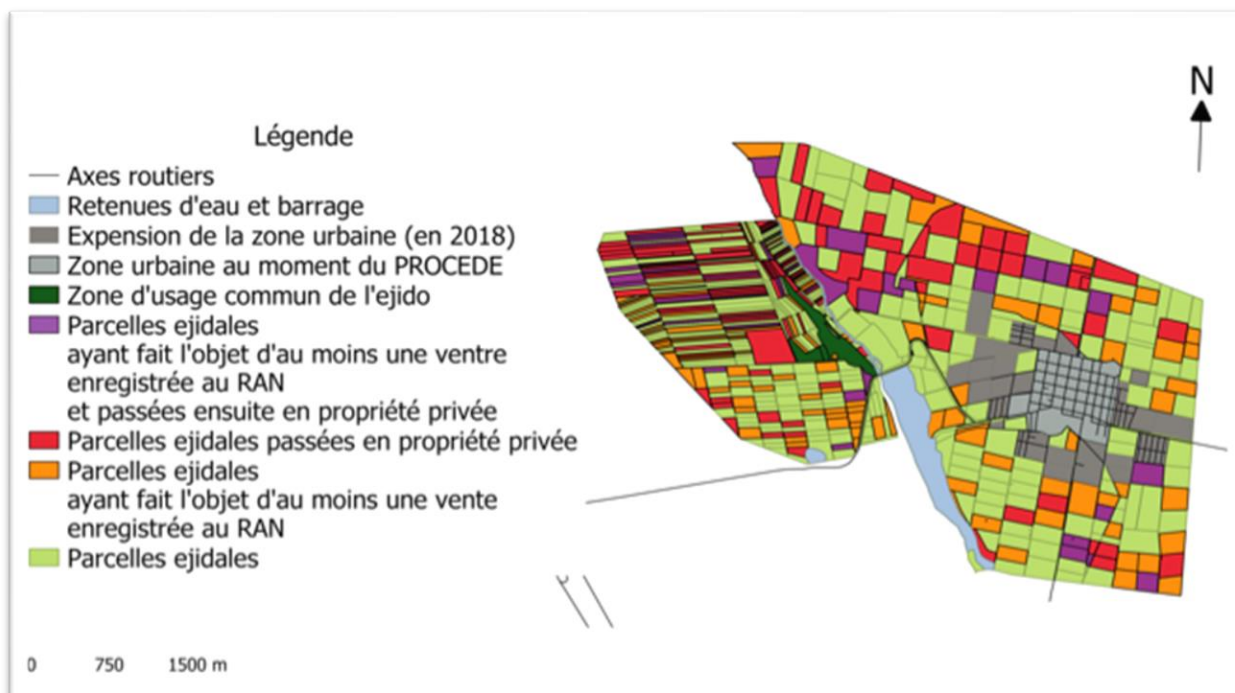 N
Légende
Axes routiers
Retenues d'eau et barrage
Expension de la zone urbaine (en 2018)
Zone urbaine au moment du PROCEDE
Zone d'usage commun de l'ejido
Parcelles ejidales
ayant fait l'objet d'au moins une ventre
enregistrée au RAN
et passées ensuite en propriété privée
Parcelles ejidales passées en propriété privée
Parcelles ejidales
ayant fait l'objet d'au moins une vente
enregistrée au RAN
Parcelles ejidales
0 750 1500 m